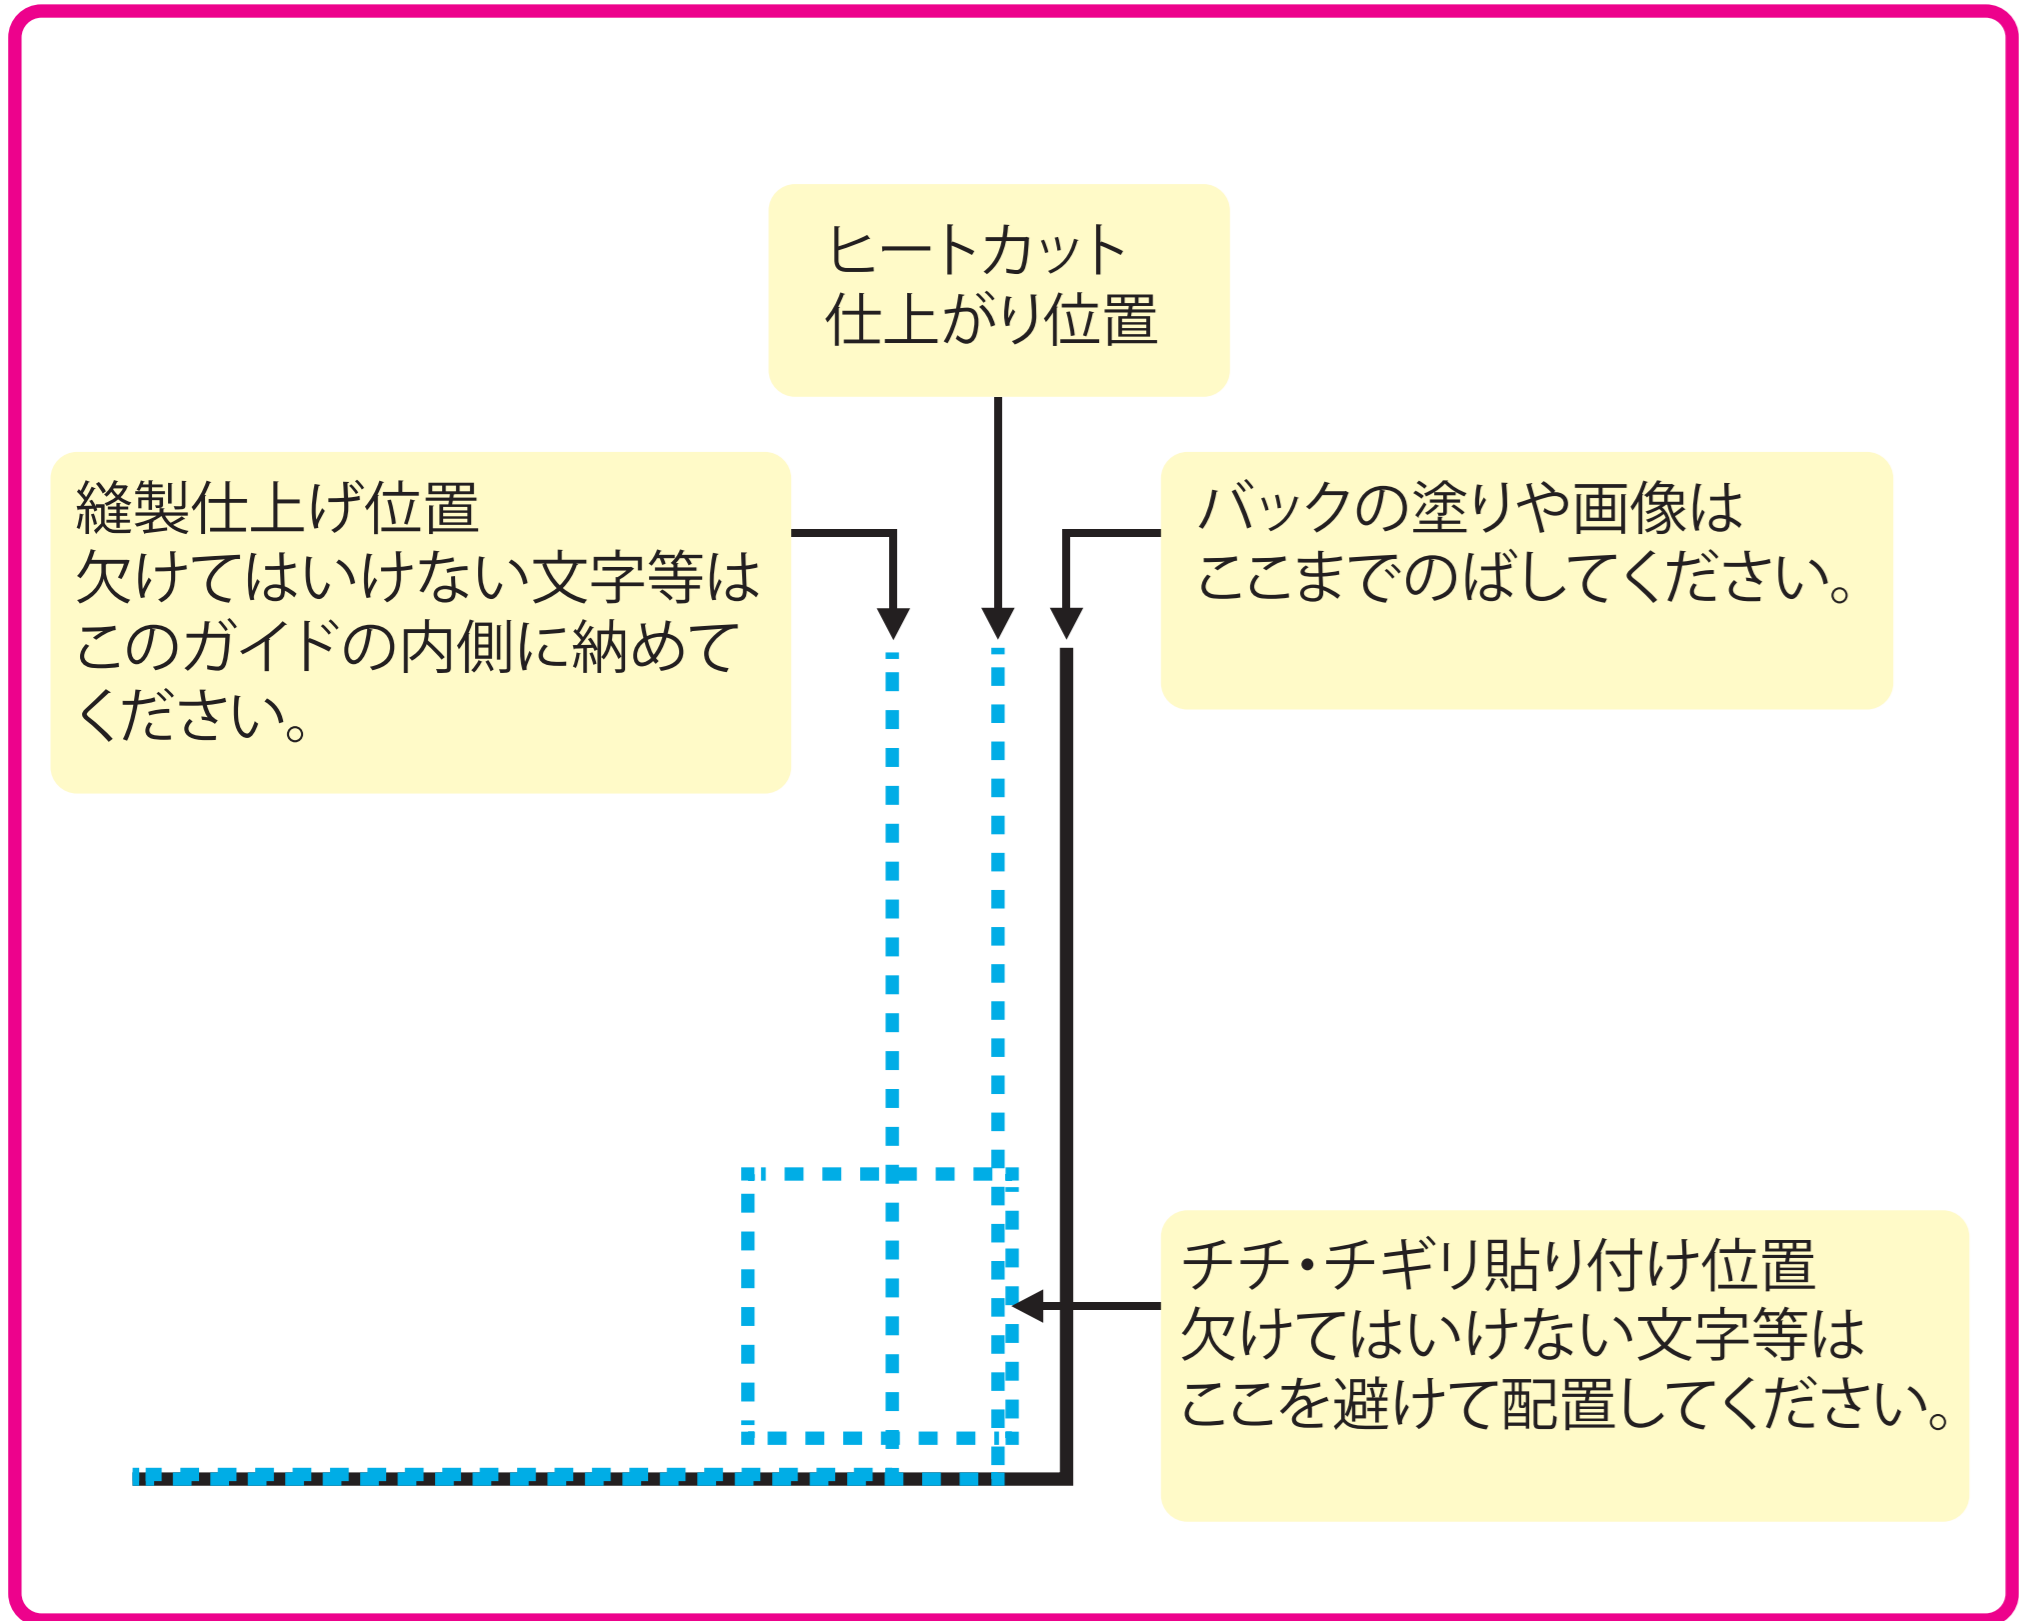 ヒートカット
仕上がり位置
縫製仕上げ位置
欠けてはいけない文字等は
このガイドの内側に納めて
ください。
バックの塗りや画像は
ここまでのばしてください。
チチ・チギリ貼り付け位置
欠けてはいけない文字等は
ここを避けて配置してください。